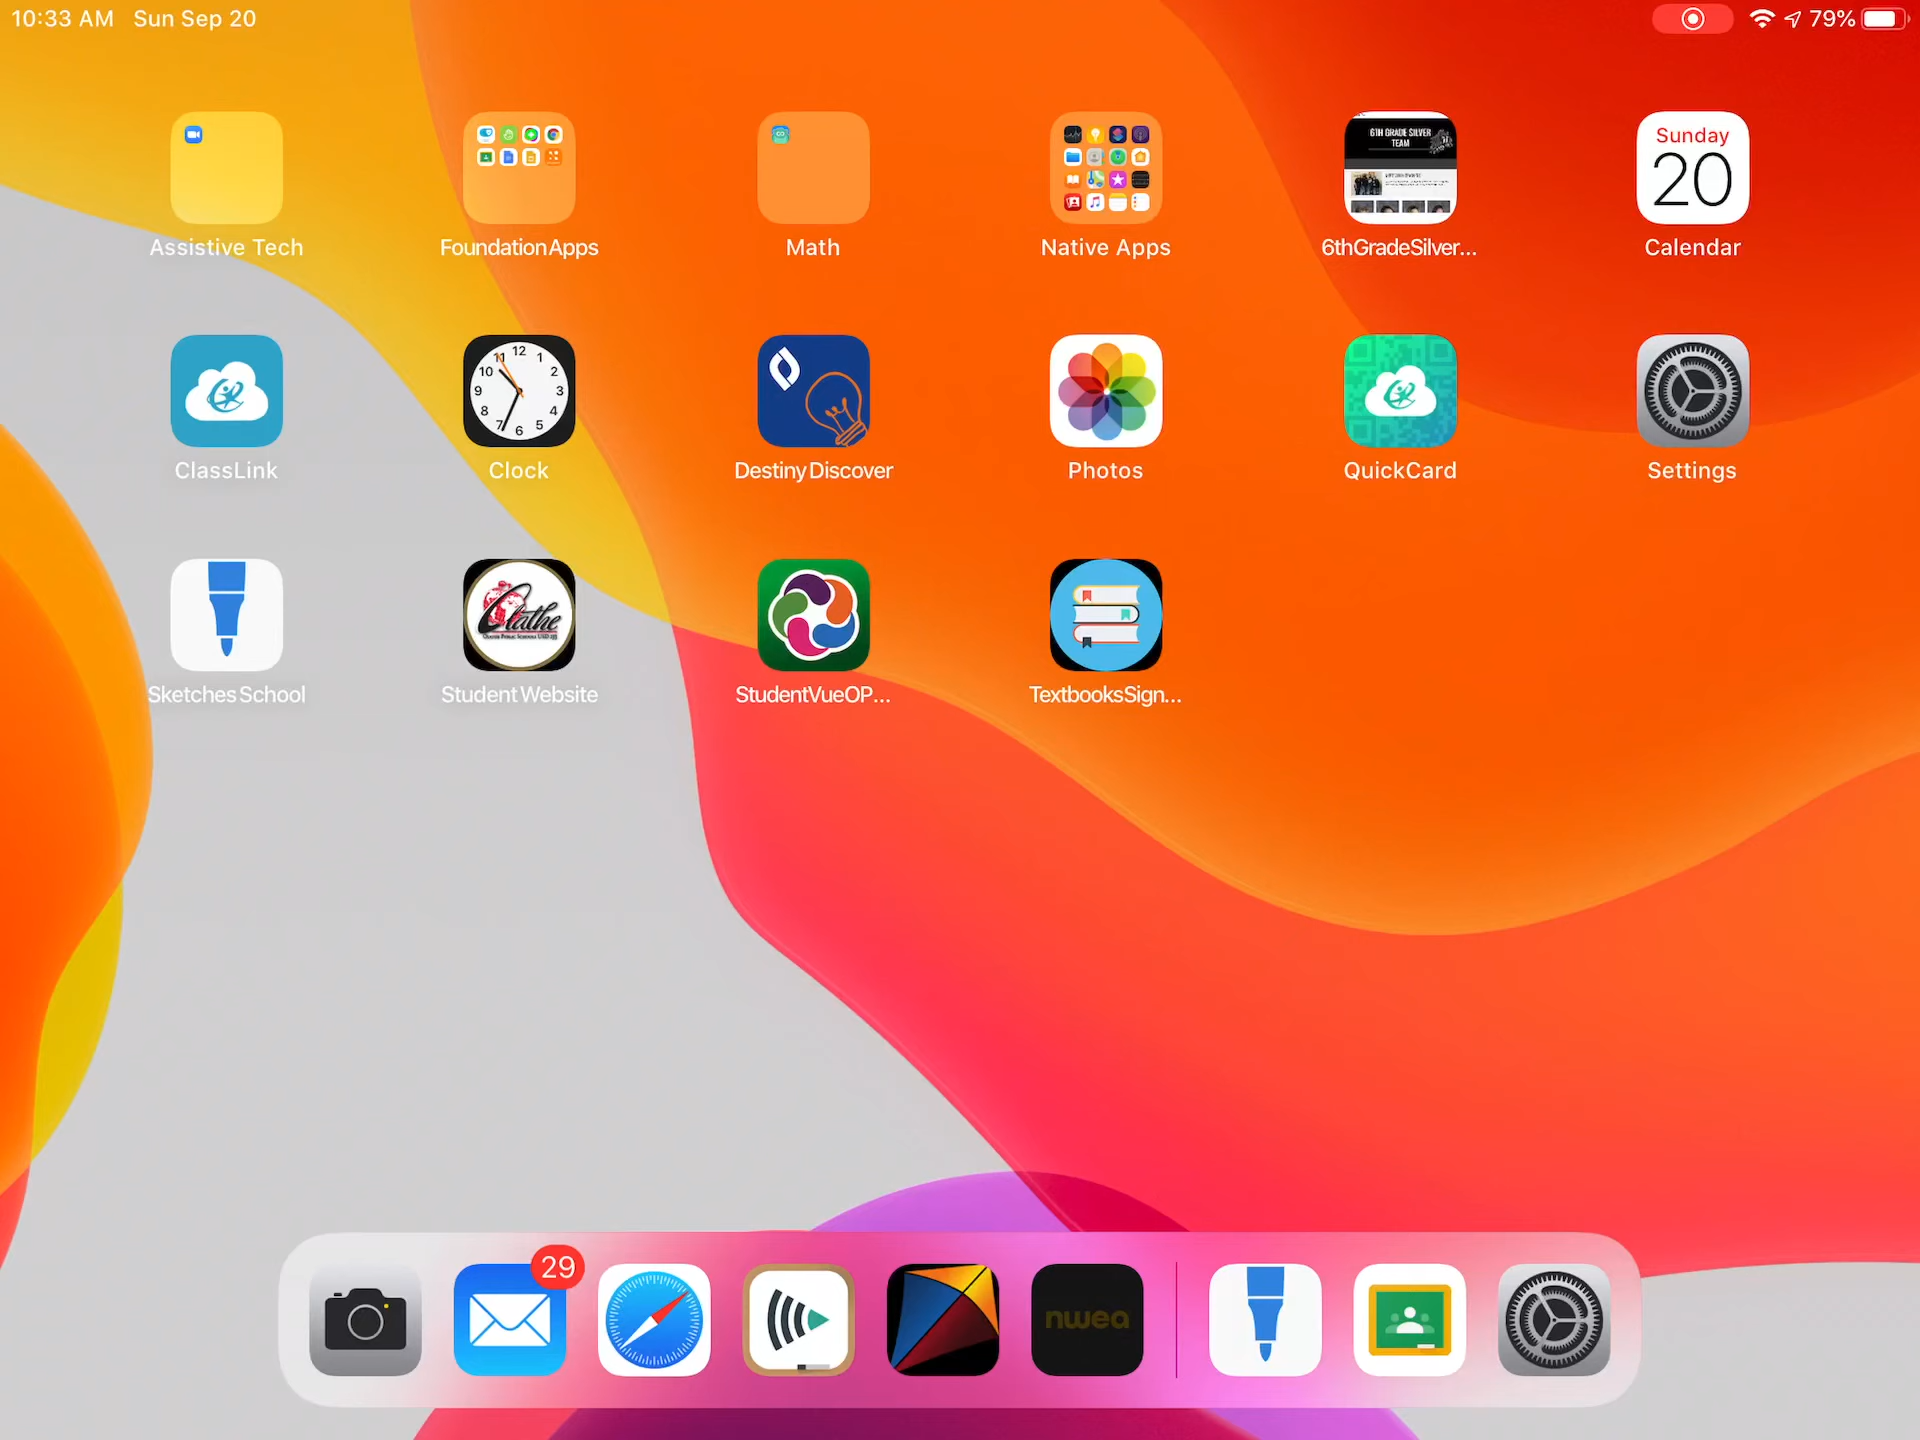 10:33 AM Sun Sep 20
79%
6TH GRADE SILVER
TEAM
Sunday
20
Assistive Tech
FoundationApps
Math
Native Apps
6thGradeSilver...
Calendar
12
11 1
10 2
9 3
8 4
7 5
6
ClassLink
Clock
Destiny Discover
Photos
QuickCard
Settings
Olathe
Sketches School
Student Website
StudentVueOP...
TextbooksSign...
29
nwea